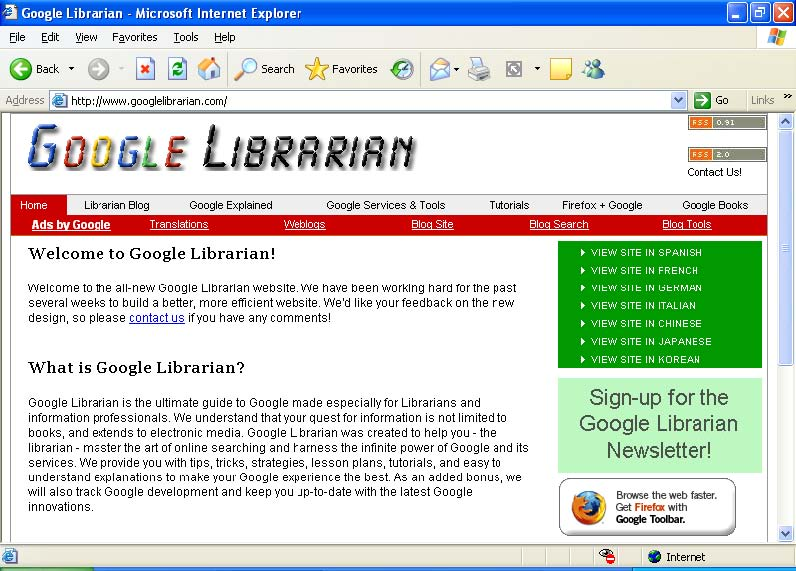 Google Librarian - Microsoft Internet Explorer
File Edit View Favorites Tools Help
Back Search Favorites
Address http://www.googlelibrarian.com/ Go Links »
GOOGLE LIBRARIAN
RSS 0.91
RSS 2.0
Contact Us!
Home Librarian Blog Google Explained Google Services & Tools Tutorials Firefox + Google Google Books
Ads by Google Translations Weblogs Blog Site Blog Search Blog Tools
Welcome to Google Librarian!
Welcome to the all-new Google Librarian website. We have been working hard for the past
several weeks to build a better, more efficient website. We'd like your feedback on the new
design, so please contact us if you have any comments!
What is Google Librarian?
Google Librarian is the ultimate guide to Google made especially for Librarians and
information professionals. We understand that your quest for information is not limited to
books, and extends to electronic media. Google Librarian was created to help you - the
librarian - master the art of online searching and harness the infinite power of Google and its
services. We provide you with tips, tricks, strategies, lesson plans, tutorials, and easy to
understand explanations to make your Google experience the best. As an added bonus, we
will also track Google development and keep you up-to-date with the latest Google
innovations.
VIEW SITE IN SPANISH
VIEW SITE IN FRENCH
VIEW SITE IN GERMAN
VIEW SITE IN ITALIAN
VIEW SITE IN CHINESE
VIEW SITE IN JAPANESE
VIEW SITE IN KOREAN
Sign-up for the
Google Librarian
Newsletter!
Browse the web faster.
Get Firefox with
Google Toolbar.
Internet